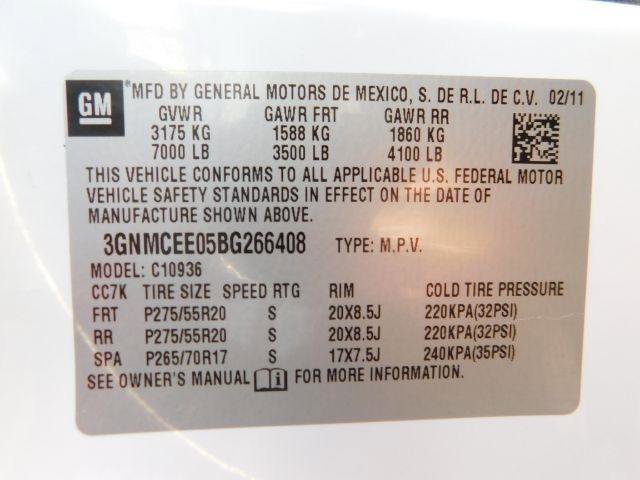 GM *MFD BY GENERAL MOTORS DE MEXICO, S. DE R.L. DE C.V. 02/11
GVWR GAWR FRT GAWR RR
3175 KG 1588 KG 1860 KG
7000 LB 3500 LB 4100 LB
THIS VEHICLE CONFORMS TO ALL APPLICABLE U.S. FEDERAL MOTOR
VEHICLE SAFETY STANDARDS IN EFFECT ON THE DATE OF
MANUFACTURE SHOWN ABOVE.
3GNMCEE05BG266408 TYPE: M.P.V.
MODEL: C10936
CC7K TIRE SIZE SPEED RTG RIM COLD TIRE PRESSURE
FRT P275/55R20 S 20X8.5J 220KPA(32PSI)
RR P275/55R20 S 20X8.5J 220KPA(32PSI)
SPA P265/70R17 S 17X7.5J 240KPA(35PSI)
SEE OWNER'S MANUAL i FOR MORE INFORMATION.